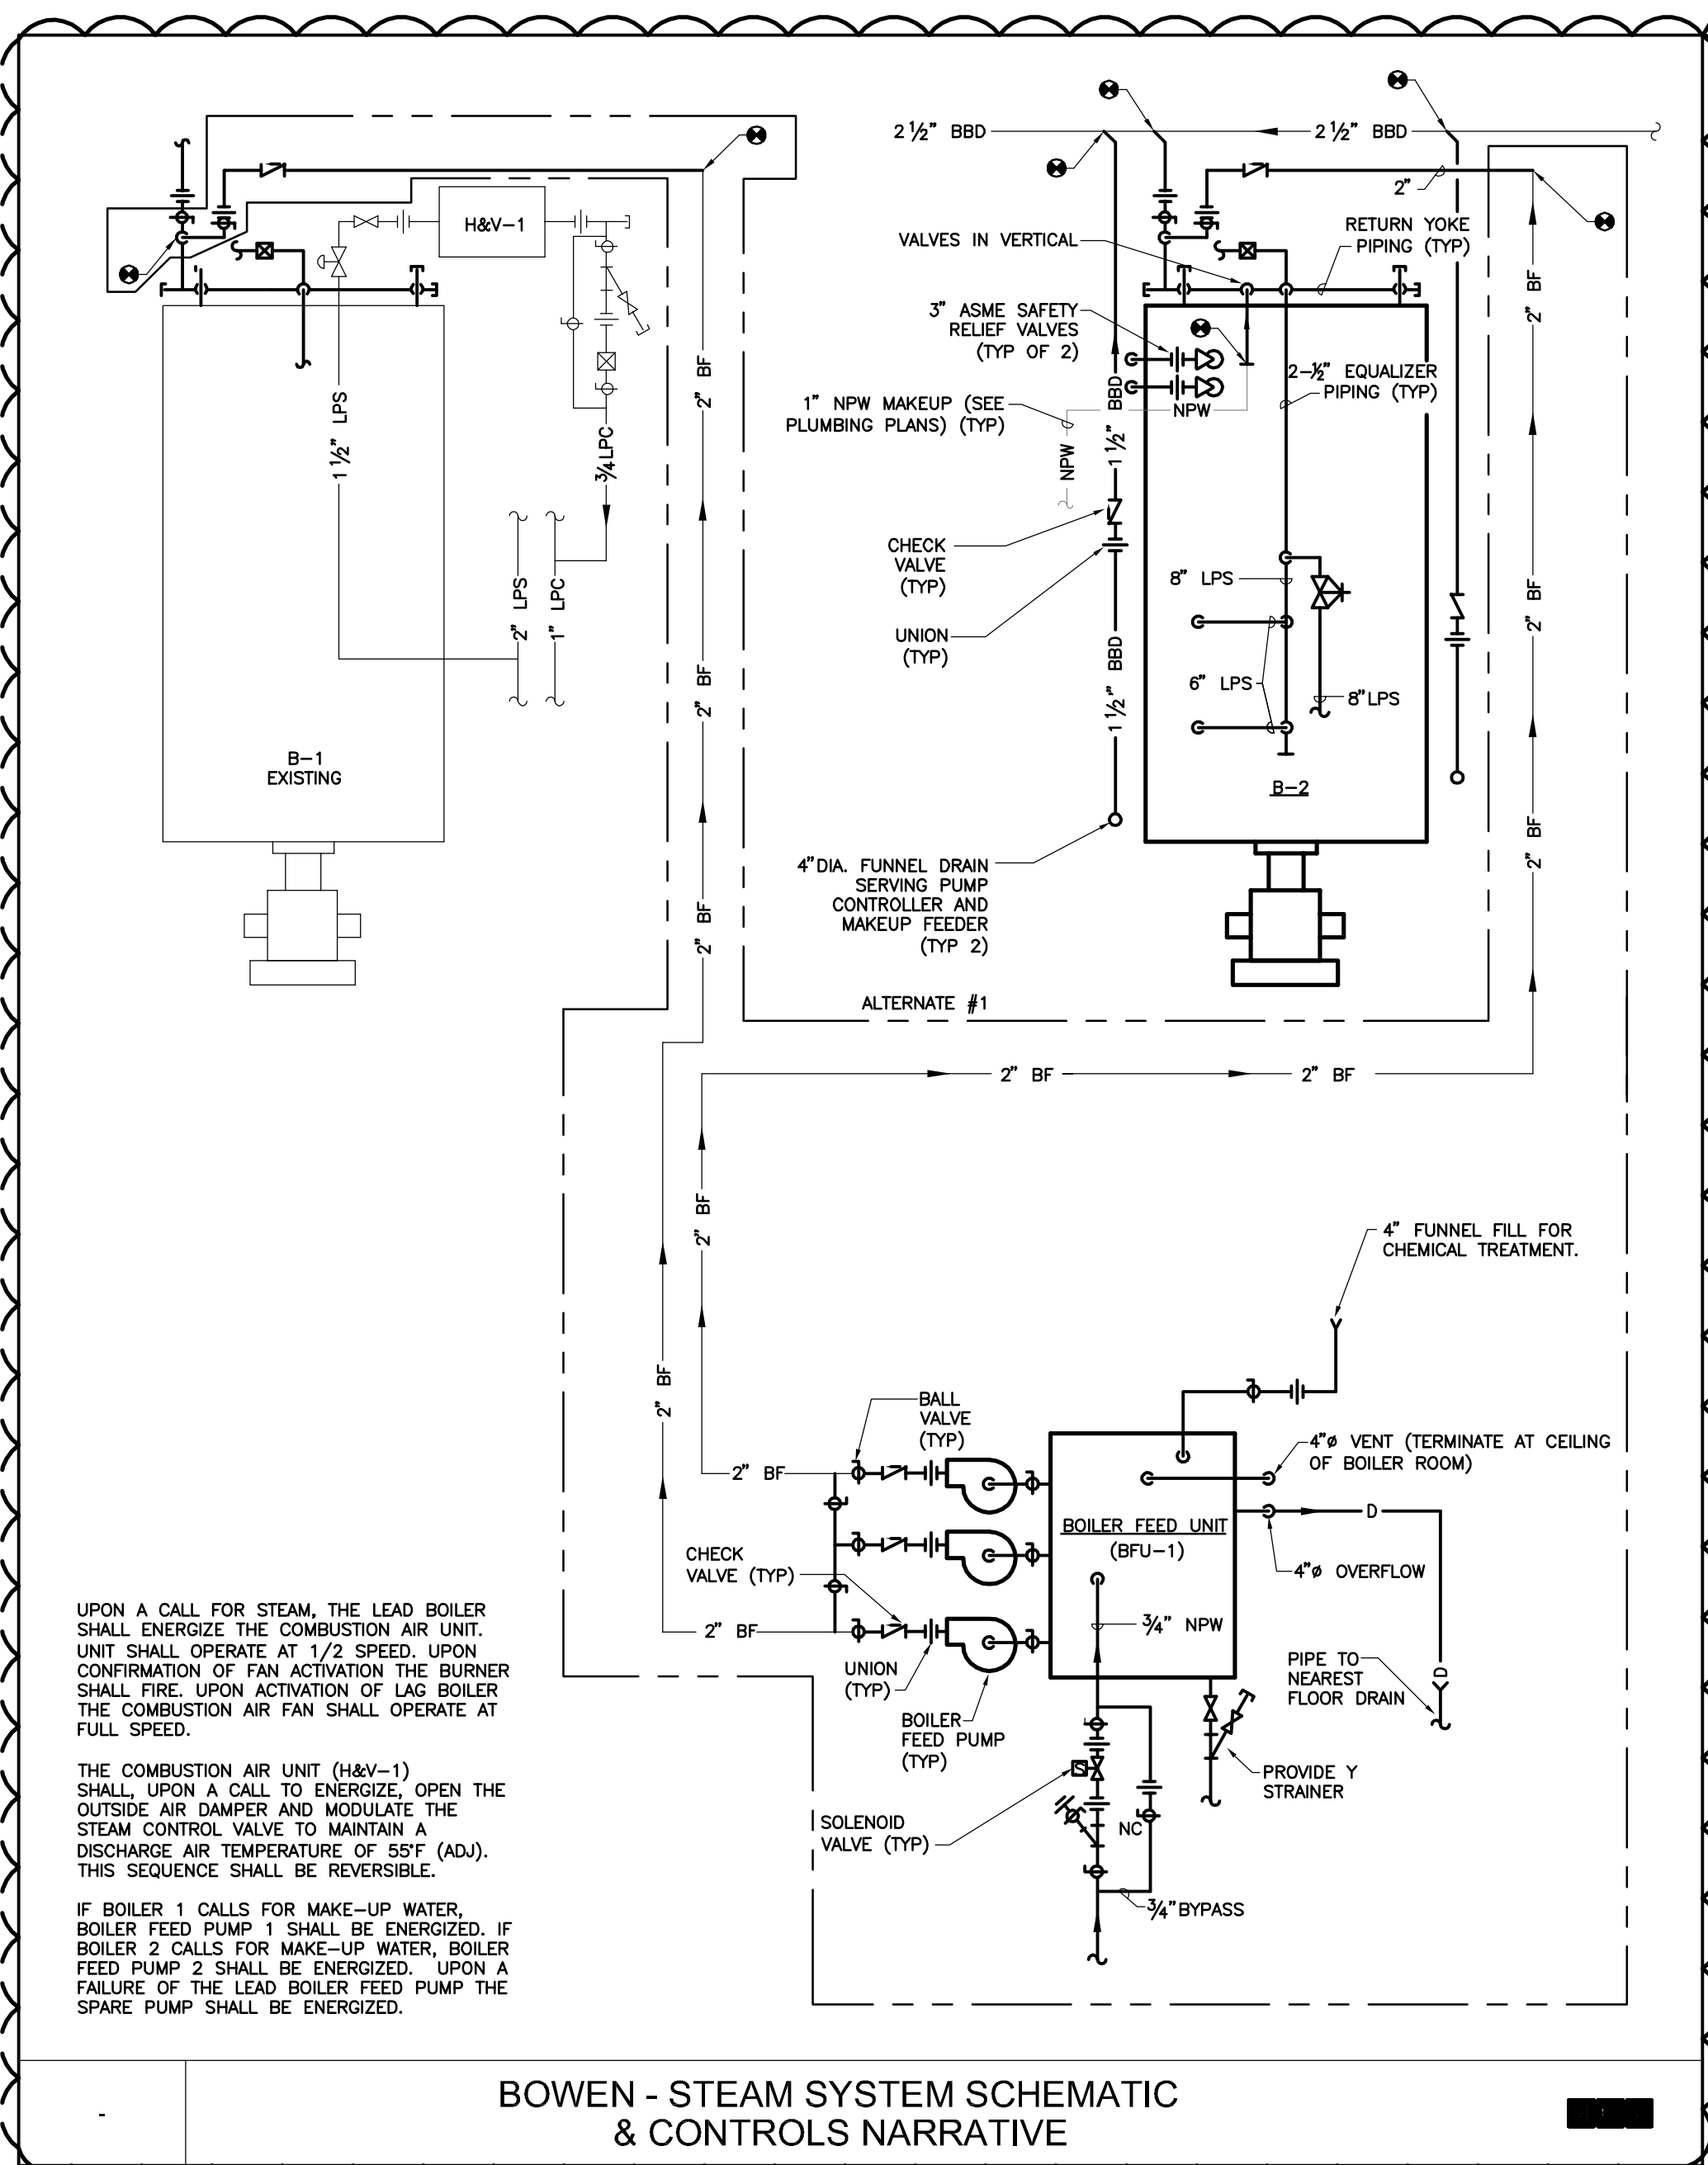 2 ½" BBD
2 ½" BBD
2"
H&V-1
VALVES IN VERTICAL
RETURN YOKE
PIPING (TYP)
3" ASME SAFETY
RELIEF VALVES
(TYP OF 2)
2-½" EQUALIZER
PIPING (TYP)
1" NPW MAKEUP (SEE
PLUMBING PLANS) (TYP)
NPW
NPW
1 ½" BBD
1 ½" LPS
¾ LPC
2" BF
2" BF
2" BF
2" LPS
1" LPC
CHECK
VALVE
(TYP)
UNION
(TYP)
1 ½" BBD
8" LPS
6" LPS
8" LPS
2" BF
2" BF
2" BF
B-1
EXISTING
B-2
4" DIA. FUNNEL DRAIN
SERVING PUMP
CONTROLLER AND
MAKEUP FEEDER
(TYP 2)
ALTERNATE #1
2" BF
2" BF
2" BF
2" BF
4" FUNNEL FILL FOR
CHEMICAL TREATMENT.
BALL
VALVE
(TYP)
2" BF
4"ø VENT (TERMINATE AT CEILING
OF BOILER ROOM)
D
BOILER FEED UNIT
(BFU-1)
4"ø OVERFLOW
CHECK
VALVE (TYP)
2" BF
¾" NPW
UNION
(TYP)
BOILER
FEED PUMP
(TYP)
PIPE TO
NEAREST
FLOOR DRAIN
D
PROVIDE Y
STRAINER
S
SOLENOID
VALVE (TYP)
NC
¾" BYPASS
UPON A CALL FOR STEAM, THE LEAD BOILER
SHALL ENERGIZE THE COMBUSTION AIR UNIT.
UNIT SHALL OPERATE AT 1/2 SPEED. UPON
CONFIRMATION OF FAN ACTIVATION THE BURNER
SHALL FIRE. UPON ACTIVATION OF LAG BOILER
THE COMBUSTION AIR FAN SHALL OPERATE AT
FULL SPEED.
THE COMBUSTION AIR UNIT (H&V-1)
SHALL, UPON A CALL TO ENERGIZE, OPEN THE
OUTSIDE AIR DAMPER AND MODULATE THE
STEAM CONTROL VALVE TO MAINTAIN A
DISCHARGE AIR TEMPERATURE OF 55°F (ADJ).
THIS SEQUENCE SHALL BE REVERSIBLE.
IF BOILER 1 CALLS FOR MAKE-UP WATER,
BOILER FEED PUMP 1 SHALL BE ENERGIZED. IF
BOILER 2 CALLS FOR MAKE-UP WATER, BOILER
FEED PUMP 2 SHALL BE ENERGIZED. UPON A
FAILURE OF THE LEAD BOILER FEED PUMP THE
SPARE PUMP SHALL BE ENERGIZED.
-
BOWEN - STEAM SYSTEM SCHEMATIC
& CONTROLS NARRATIVE